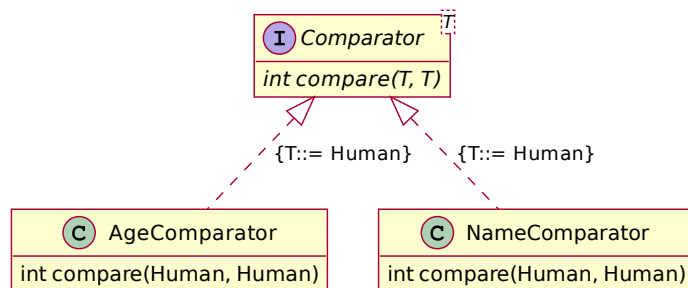 I Comparator T
int compare(T, T)
{T::= Human} {T::= Human}
C AgeComparator
int compare(Human, Human)
C NameComparator
int compare(Human, Human)